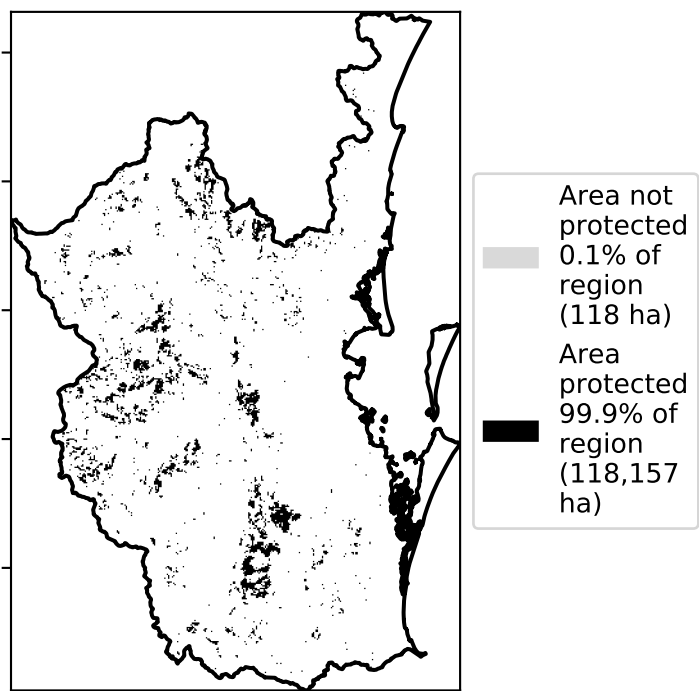 Area not
protected
0.1% of
region
(118 ha)
Area
protected
99.9% of
region
(118,157
ha)